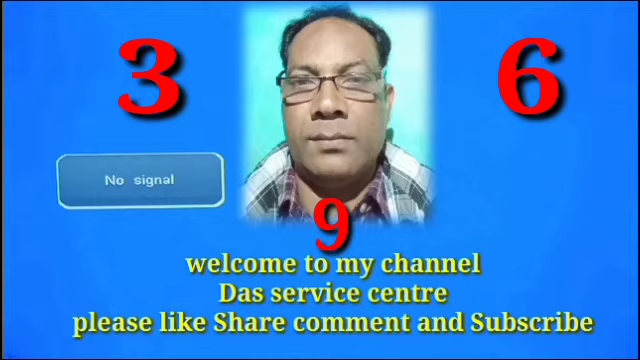 3
6
No signal
9
welcome to my channel
Das service centre
please like Share comment and Subscribe